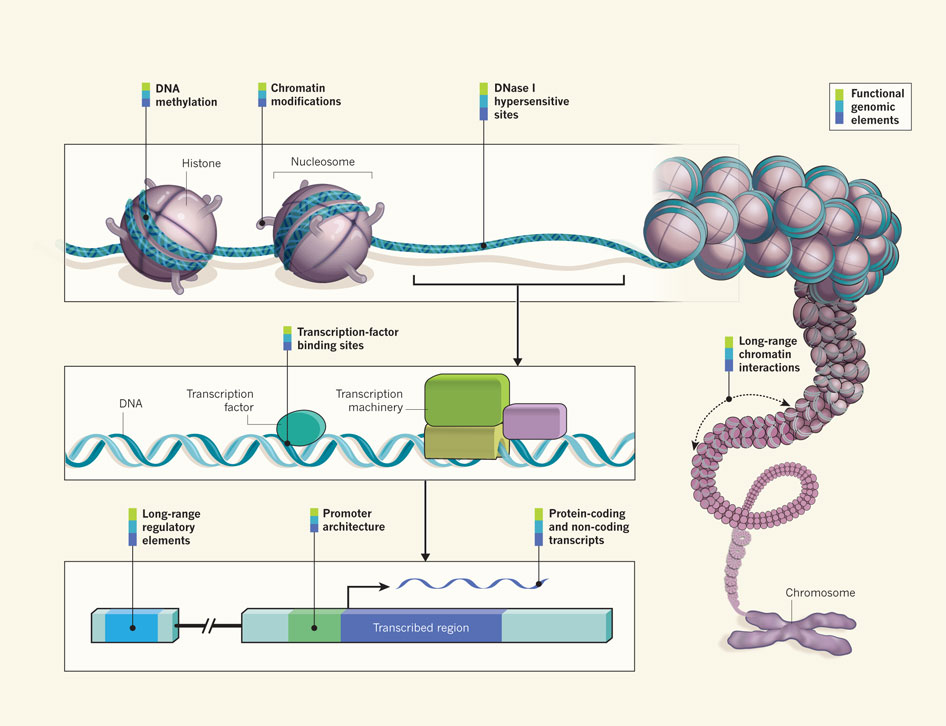 DNA
methylation
Chromatin
modifications
DNase I
hypersensitive
sites
Functional
genomic
elements
Histone
Nucleosome
Transcription-factor
binding sites
Long-range
chromatin
interactions
DNA
Transcription
factor
Transcription
machinery
Long-range
regulatory
elements
Promoter
architecture
Protein-coding
and non-coding
transcripts
Chromosome
Transcribed region